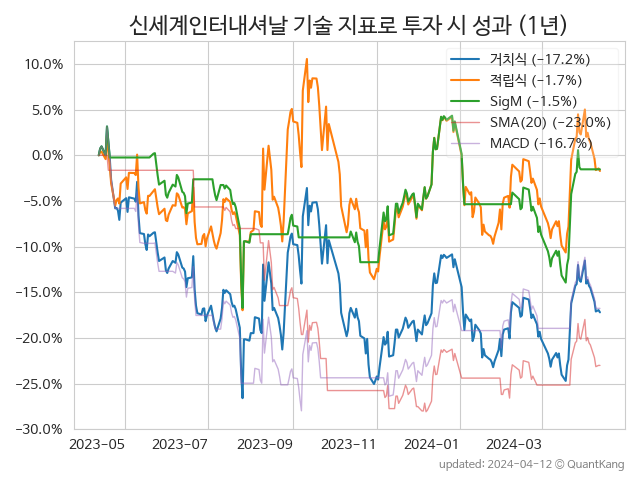 신세계인터내셔날 기술 지표로 투자 시 성과 (1년)
10.0%
5.0%
0.0%
−5.0%
−10.0%
−15.0%
−20.0%
−25.0%
−30.0%
거치식 (−17.2%)
적립식 (−1.7%)
SigM (−1.5%)
SMA(20) (−23.0%)
MACD (−16.7%)
2023-05
2023-07
2023-09
2023-11
2024-01
2024-03
updated: 2024-04-12 ⓒ QuantKang